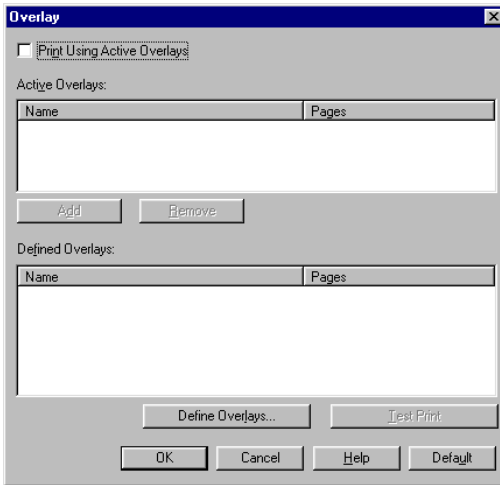 Overlay
Print Using Active Overlays
Active Overlays:
Name Pages
Add Remove
Defined Overlays:
Name Pages
Define Overlays... Test Print
OK Cancel Help Default